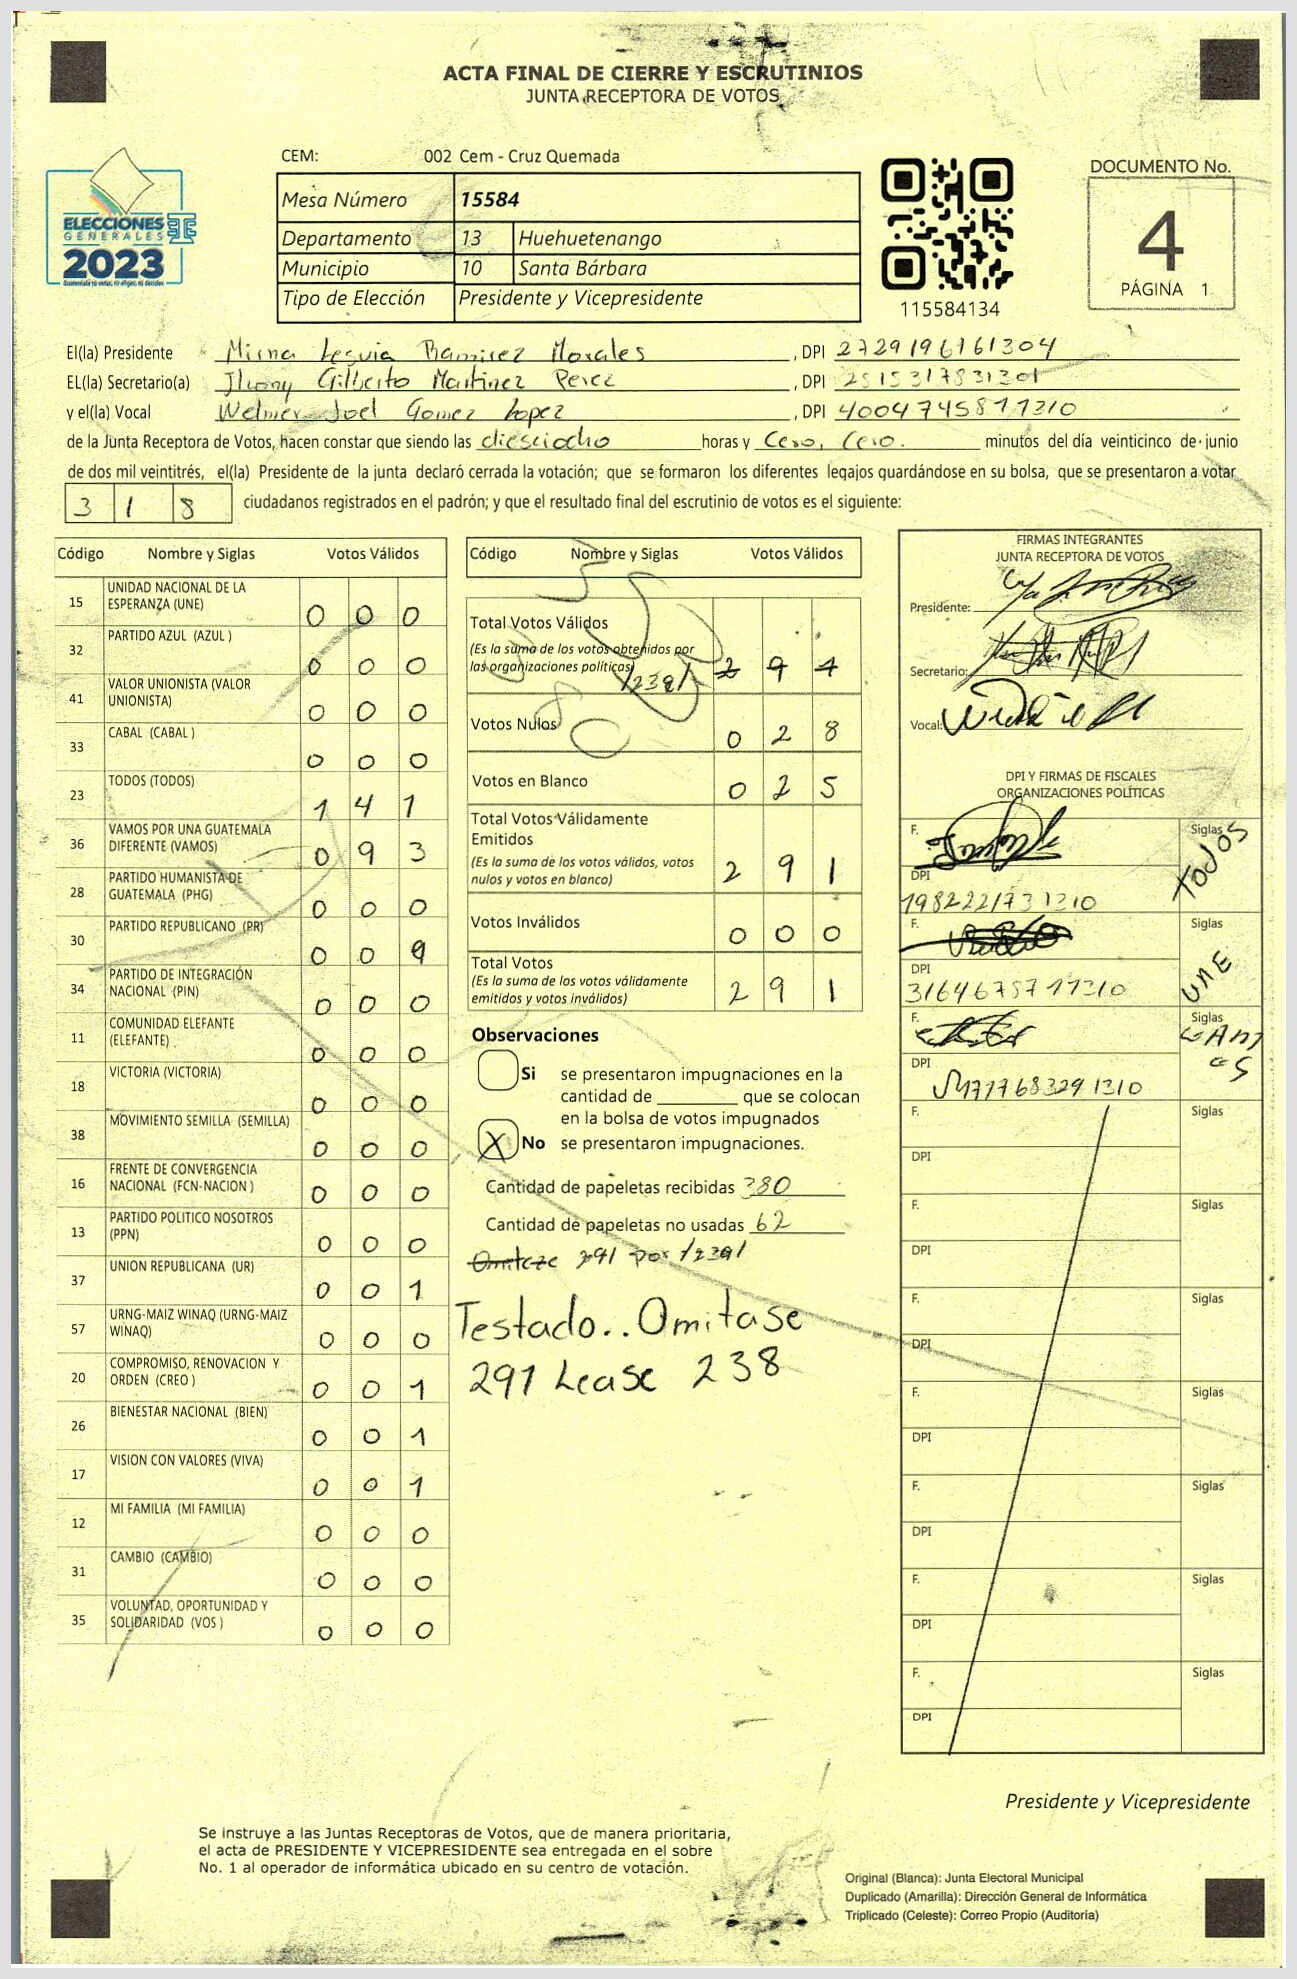 ACTA FINAL DE CIERRE Y ESCRUTINIOS
JUNTA RECEPTORA DE VOTOS
ELECCIONES
GENERALES
2023
CEM: 002 Cem - Cruz Quemada
Mesa Número 15584
Departamento 13 Huehuetenango
Municipio 10 Santa Bárbara
Tipo de Elección Presidente y Vicepresidente
115584134
DOCUMENTO No.
4
PÁGINA 1
El(la) Presidente Mirna Leguia Ramirez Morales , DPI 2729196161304
EL(la) Secretario(a) Jhony Gilberto Martinez Perez , DPI 2515317831301
y el(la) Vocal Welmer Joel Gomez Lopez , DPI 4004745811310
de la Junta Receptora de Votos, hacen constar que siendo las diesciocho horas y Cero, Cero. minutos del día veinticinco de junio
de dos mil veintitrés, el(la) Presidente de la junta declaró cerrada la votación; que se formaron los diferentes legajos guardándose en su bolsa, que se presentaron a votar
3 1 8 ciudadanos registrados en el padrón; y que el resultado final del escrutinio de votos es el siguiente:
Código Nombre y Siglas Votos Válidos
15 UNIDAD NACIONAL DE LA
ESPERANZA (UNE) 0 0 0
32 PARTIDO AZUL (AZUL ) 0 0 0
41 VALOR UNIONISTA (VALOR
UNIONISTA) 0 0 0
33 CABAL (CABAL ) 0 0 0
23 TODOS (TODOS) 1 4 1
36 VAMOS POR UNA GUATEMALA
DIFERENTE (VAMOS) 0 9 3
28 PARTIDO HUMANISTA DE
GUATEMALA (PHG) 0 0 0
30 PARTIDO REPUBLICANO (PR) 0 0 9
34 PARTIDO DE INTEGRACIÓN
NACIONAL (PIN) 0 0 0
11 COMUNIDAD ELEFANTE
(ELEFANTE) 0 0 0
18 VICTORIA (VICTORIA) 0 0 0
38 MOVIMIENTO SEMILLA (SEMILLA) 0 0 0
16 FRENTE DE CONVERGENCIA
NACIONAL (FCN-NACION ) 0 0 0
13 PARTIDO POLITICO NOSOTROS
(PPN) 0 0 0
37 UNION REPUBLICANA (UR) 0 0 1
57 URNG-MAIZ WINAQ (URNG-MAIZ
WINAQ) 0 0 0
20 COMPROMISO, RENOVACION Y
ORDEN (CREO ) 0 0 1
26 BIENESTAR NACIONAL (BIEN) 0 0 1
17 VISION CON VALORES (VIVA) 0 0 1
12 MI FAMILIA (MI FAMILIA) 0 0 0
31 CAMBIO (CAMBIO) 0 0 0
35 VOLUNTAD, OPORTUNIDAD Y
SOLIDARIDAD (VOS ) 0 0 0
Código Nombre y Siglas Votos Válidos
Total Votos Válidos
(Es la suma de los votos obtenidos por
las organizaciones políticas) 2 9 1
Votos Nulos 0 2 8
Votos en Blanco 0 2 5
Total Votos Válidamente
Emitidos
(Es la suma de los votos válidos, votos
nulos y votos en blanco) 2 9 1
Votos Inválidos 0 0 0
Total Votos
(Es la suma de los votos válidamente
emitidos y votos inválidos) 2 9 1
Observaciones
Si se presentaron impugnaciones en la
cantidad de ________ que se colocan
en la bolsa de votos impugnados
X No se presentaron impugnaciones.
Cantidad de papeletas recibidas 380
Cantidad de papeletas no usadas 62
291 por
Testado.. Omitase
291 Lease 238
FIRMAS INTEGRANTES
JUNTA RECEPTORA DE VOTOS
Presidente:
Secretario:
Vocal:
DPI Y FIRMAS DE FISCALES
ORGANIZACIONES POLÍTICAS
F. Siglas TODOS
DPI
1982221731310
F. Siglas UNE
DPI
3164675711310
F. Siglas
DPI
F. Siglas
DPI
F. Siglas
DPI
F. Siglas
DPI
F. Siglas
DPI
F. Siglas
DPI
F. Siglas
DPI
F. Siglas
DPI
Presidente y Vicepresidente
Se instruye a las Juntas Receptoras de Votos, que de manera prioritaria,
el acta de PRESIDENTE Y VICEPRESIDENTE sea entregada en el sobre
No. 1 al operador de informática ubicado en su centro de votación.
Original (Blanca): Junta Electoral Municipal
Duplicado (Amarilla): Dirección General de Informática
Triplicado (Celeste): Correo Propio (Auditoría)